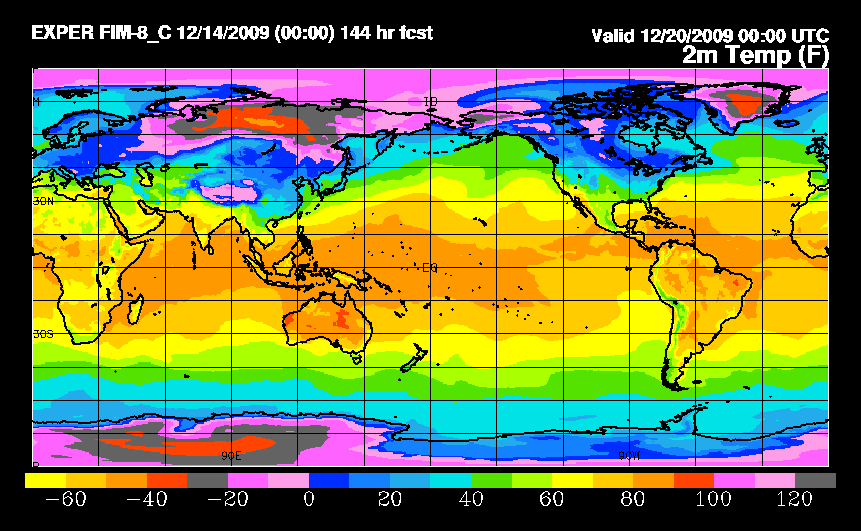 EXPER FIM-8_C 12/14/2009 (00:00) 144 hr fcst
Valid 12/20/2009 00:00 UTC
2m Temp (F)
ID
30N
EQ
30S
90E
90W
−60 −40 −20 0 20 40 60 80 100 120